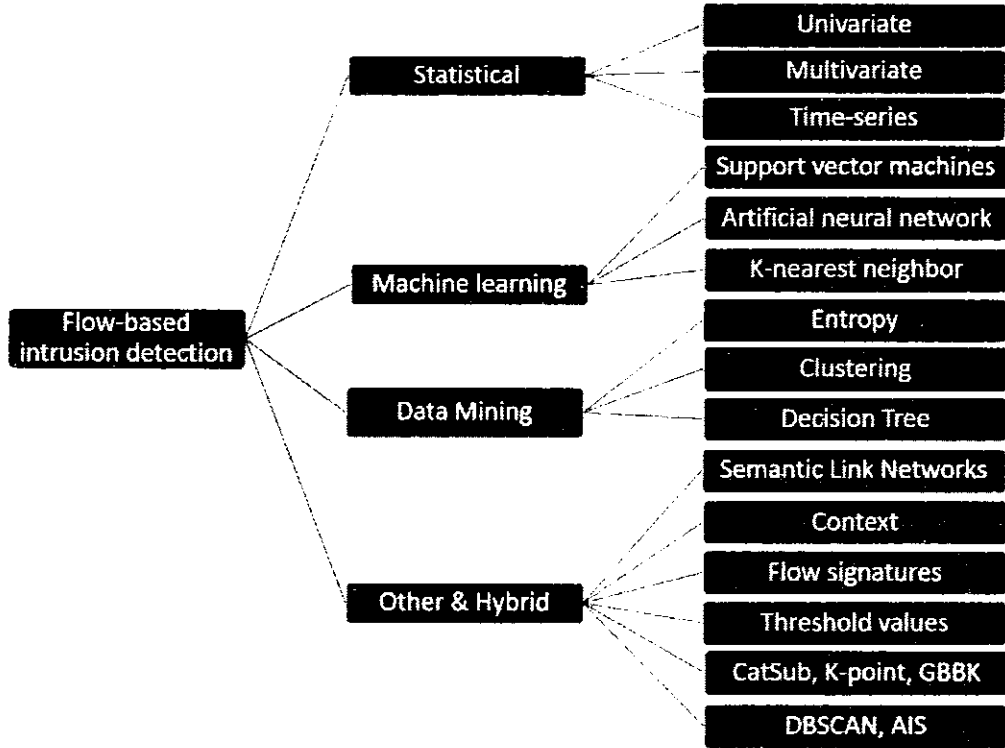 Flow-based
intrusion detection
Statistical
Univariate
Multivariate
Time-series
Machine learning
Support vector machines
Artificial neural network
K-nearest neighbor
Data Mining
Entropy
Clustering
Decision Tree
Other & Hybrid
Semantic Link Networks
Context
Flow signatures
Threshold values
CatSub, K-point, GBBK
DBSCAN, AIS